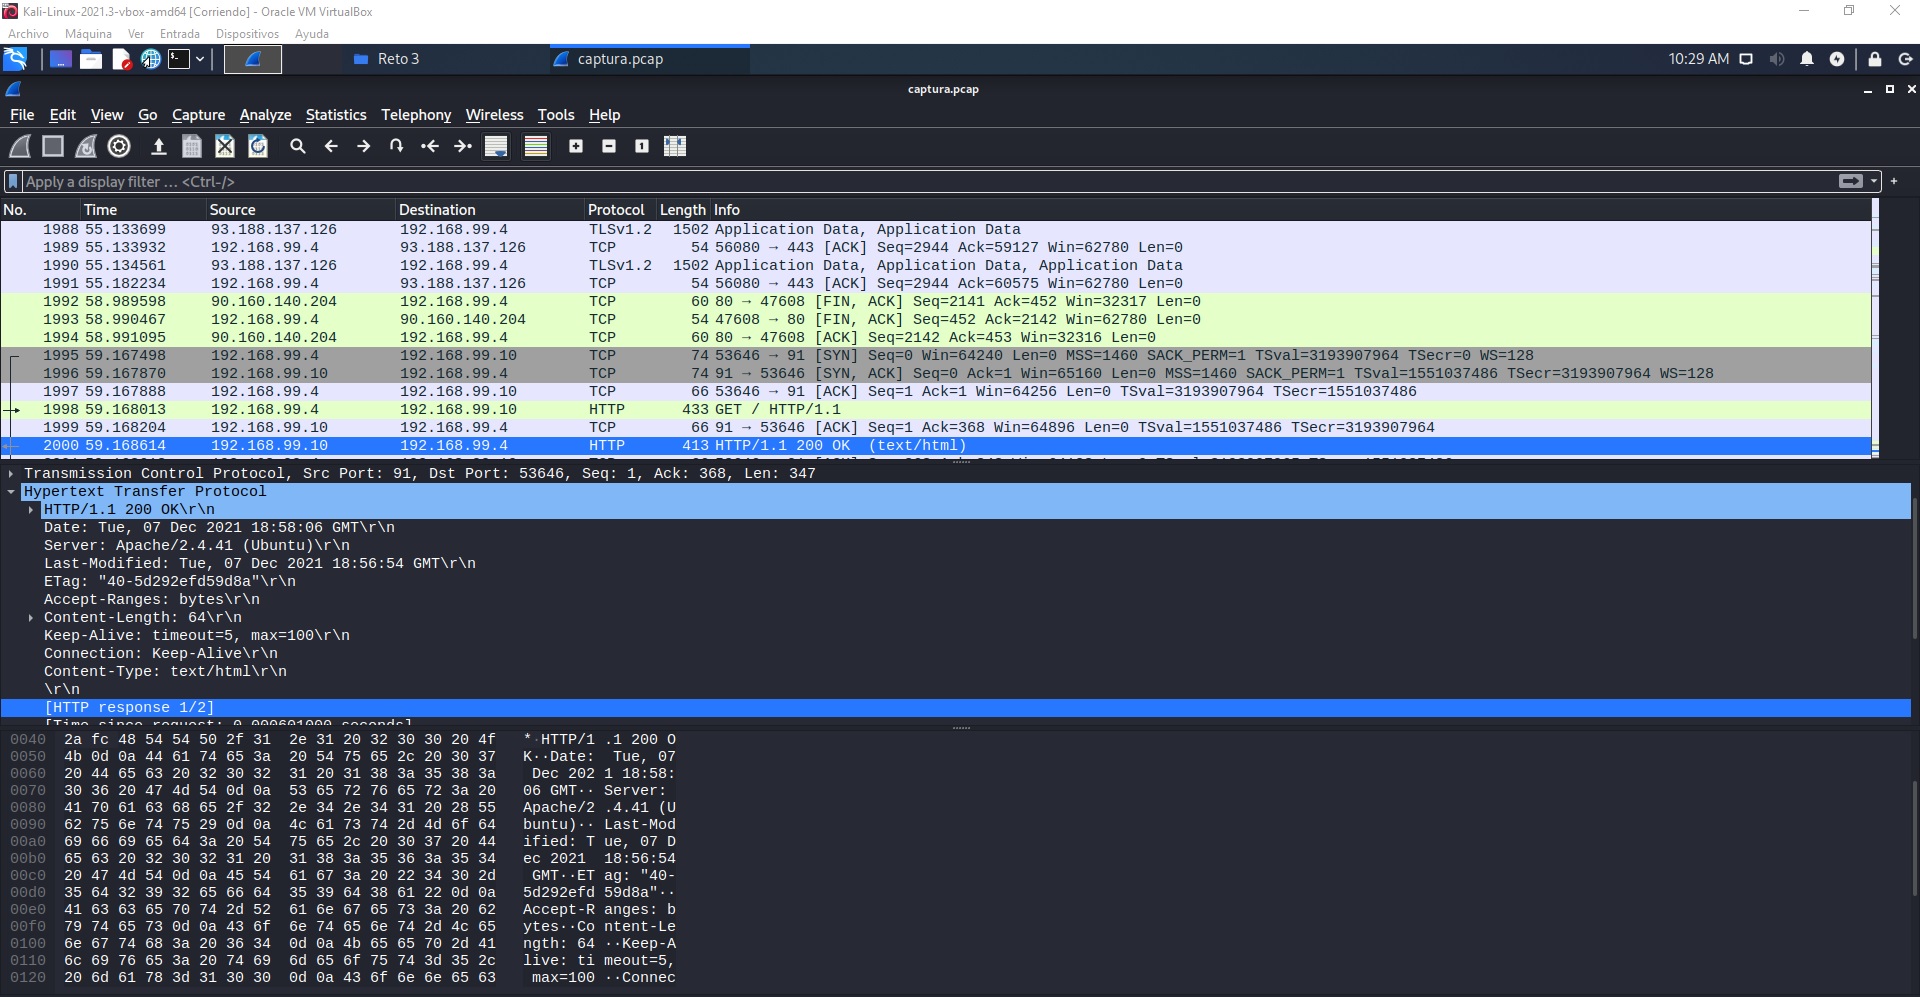 Kali-Linux-2021.3-vbox-amd64 [Corriendo] - Oracle VM VirtualBox
Archivo Máquina Ver Entrada Dispositivos Ayuda
Reto 3 captura.pcap 10:29 AM
captura.pcap
File Edit View Go Capture Analyze Statistics Telephony Wireless Tools Help
Apply a display filter … <Ctrl-/>
No. Time Source Destination Protocol Length Info
1988 55.133699 93.188.137.126 192.168.99.4 TLSv1.2 1502 Application Data, Application Data
1989 55.133932 192.168.99.4 93.188.137.126 TCP 54 56080 → 443 [ACK] Seq=2944 Ack=59127 Win=62780 Len=0
1990 55.134561 93.188.137.126 192.168.99.4 TLSv1.2 1502 Application Data, Application Data, Application Data
1991 55.182234 192.168.99.4 93.188.137.126 TCP 54 56080 → 443 [ACK] Seq=2944 Ack=60575 Win=62780 Len=0
1992 58.989598 90.160.140.204 192.168.99.4 TCP 60 80 → 47608 [FIN, ACK] Seq=2141 Ack=452 Win=32317 Len=0
1993 58.990467 192.168.99.4 90.160.140.204 TCP 54 47608 → 80 [FIN, ACK] Seq=452 Ack=2142 Win=62780 Len=0
1994 58.991095 90.160.140.204 192.168.99.4 TCP 60 80 → 47608 [ACK] Seq=2142 Ack=453 Win=32316 Len=0
1995 59.167498 192.168.99.4 192.168.99.10 TCP 74 53646 → 91 [SYN] Seq=0 Win=64240 Len=0 MSS=1460 SACK_PERM=1 TSval=3193907964 TSecr=0 WS=128
1996 59.167870 192.168.99.10 192.168.99.4 TCP 74 91 → 53646 [SYN, ACK] Seq=0 Ack=1 Win=65160 Len=0 MSS=1460 SACK_PERM=1 TSval=1551037486 TSecr=3193907964 WS=128
1997 59.167888 192.168.99.4 192.168.99.10 TCP 66 53646 → 91 [ACK] Seq=1 Ack=1 Win=64256 Len=0 TSval=3193907964 TSecr=1551037486
1998 59.168013 192.168.99.4 192.168.99.10 HTTP 433 GET / HTTP/1.1
1999 59.168204 192.168.99.10 192.168.99.4 TCP 66 91 → 53646 [ACK] Seq=1 Ack=368 Win=64896 Len=0 TSval=1551037486 TSecr=3193907964
2000 59.168614 192.168.99.10 192.168.99.4 HTTP 413 HTTP/1.1 200 OK (text/html)
Transmission Control Protocol, Src Port: 91, Dst Port: 53646, Seq: 1, Ack: 368, Len: 347
Hypertext Transfer Protocol
HTTP/1.1 200 OK\r\n
Date: Tue, 07 Dec 2021 18:58:06 GMT\r\n
Server: Apache/2.4.41 (Ubuntu)\r\n
Last-Modified: Tue, 07 Dec 2021 18:56:54 GMT\r\n
ETag: "40-5d292efd59d8a"\r\n
Accept-Ranges: bytes\r\n
Content-Length: 64\r\n
Keep-Alive: timeout=5, max=100\r\n
Connection: Keep-Alive\r\n
Content-Type: text/html\r\n
\r\n
[HTTP response 1/2]
[Time since request: 0.000601000 seconds]
0040 2a fc 48 54 54 50 2f 31 2e 31 20 32 30 30 20 4f *·HTTP/1 .1 200 O
0050 4b 0d 0a 44 61 74 65 3a 20 54 75 65 2c 20 30 37 K··Date: Tue, 07
0060 20 44 65 63 20 32 30 32 31 20 31 38 3a 35 38 3a Dec 202 1 18:58:
0070 30 36 20 47 4d 54 0d 0a 53 65 72 76 65 72 3a 20 06 GMT·· Server:
0080 41 70 61 63 68 65 2f 32 2e 34 2e 34 31 20 28 55 Apache/2 .4.41 (U
0090 62 75 6e 74 75 29 0d 0a 4c 61 73 74 2d 4d 6f 64 buntu)·· Last-Mod
00a0 69 66 69 65 64 3a 20 54 75 65 2c 20 30 37 20 44 ified: T ue, 07 D
00b0 65 63 20 32 30 32 31 20 31 38 3a 35 36 3a 35 34 ec 2021 18:56:54
00c0 20 47 4d 54 0d 0a 45 54 61 67 3a 20 22 34 30 2d GMT··ET ag: "40-
00d0 35 64 32 39 32 65 66 64 35 39 64 38 61 22 0d 0a 5d292efd 59d8a"··
00e0 41 63 63 65 70 74 2d 52 61 6e 67 65 73 3a 20 62 Accept-R anges: b
00f0 79 74 65 73 0d 0a 43 6f 6e 74 65 6e 74 2d 4c 65 ytes··Co ntent-Le
0100 6e 67 74 68 3a 20 36 34 0d 0a 4b 65 65 70 2d 41 ngth: 64 ··Keep-A
0110 6c 69 76 65 3a 20 74 69 6d 65 6f 75 74 3d 35 2c live: ti meout=5,
0120 20 6d 61 78 3d 31 30 30 0d 0a 43 6f 6e 6e 65 63 max=100 ··Connec